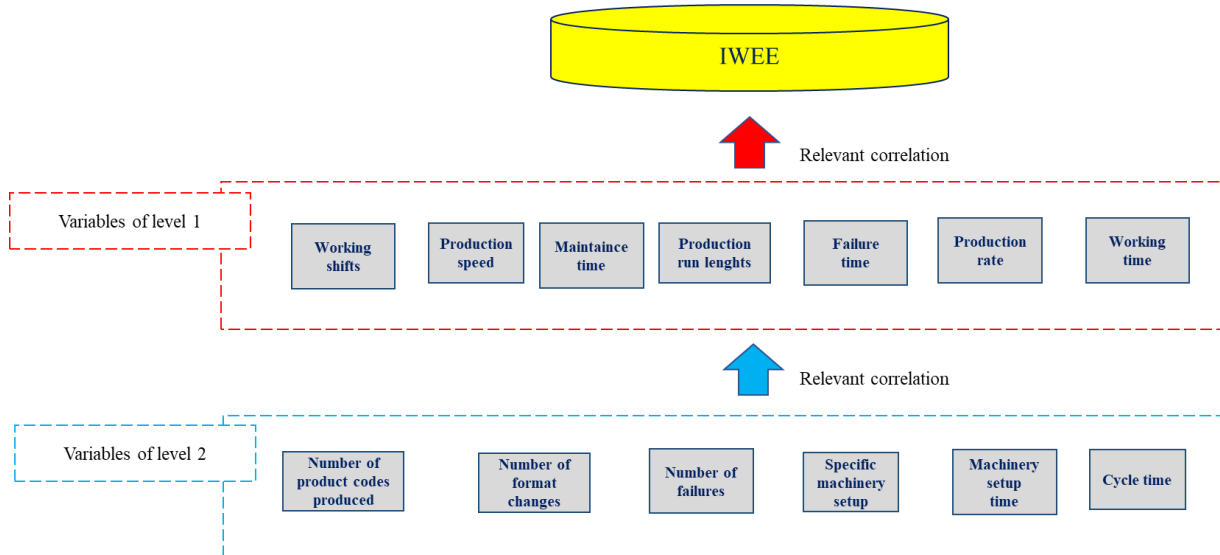 IWEE
Relevant correlation
Variables of level 1
Working
shifts
Production
speed
Maintaince
time
Production
run lenghts
Failure
time
Production
rate
Working
time
Relevant correlation
Variables of level 2
Number of
product codes
produced
Number of
format
changes
Number of
failures
Specific
machinery
setup
Machinery
setup
time
Cycle time